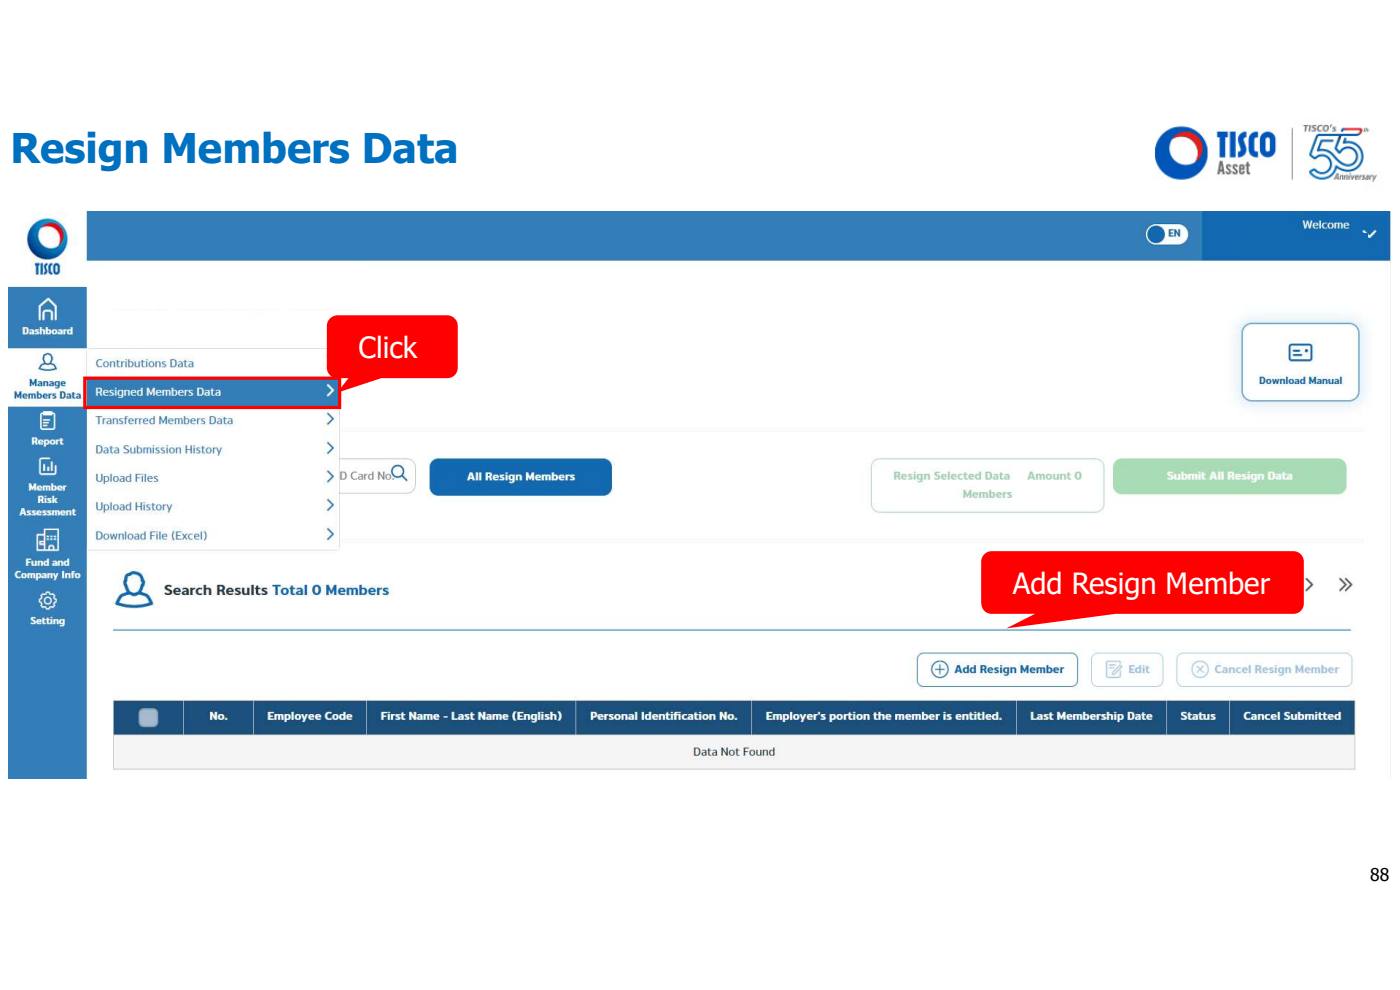 Resign Members Data
TISCO
Asset
TISCO's
55th
Anniversary
TISCO
EN
Welcome
Dashboard
Manage
Members Data
Report
Member
Risk
Assessment
Fund and
Company Info
Setting
Contributions Data
Resigned Members Data
Transferred Members Data
Data Submission History
Upload Files
Upload History
Download File (Excel)
Click
Download Manual
D Card No.
All Resign Members
Resign Selected Data Amount 0
Members
Submit All Resign Data
Search Results Total 0 Members
Add Resign Member
Add Resign Member
Edit
Cancel Resign Member
No. Employee Code First Name - Last Name (English) Personal Identification No. Employer's portion the member is entitled. Last Membership Date Status Cancel Submitted
Data Not Found
88